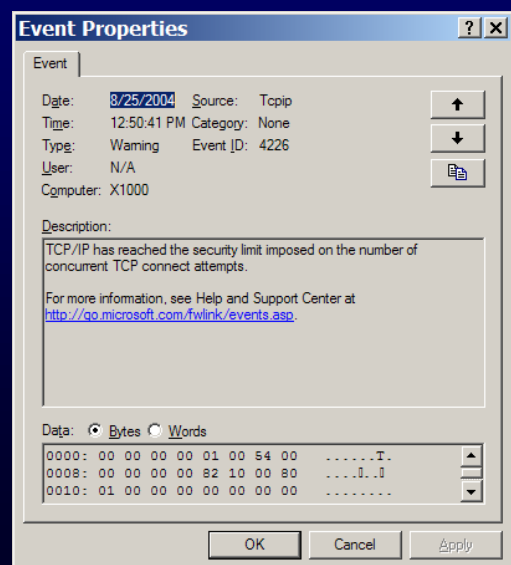 Event Properties
Event
Date: 8/25/2004 Source: Tcpip
Time: 12:50:41 PM Category: None
Type: Warning Event ID: 4226
User: N/A
Computer: X1000
Description:
TCP/IP has reached the security limit imposed on the number of
concurrent TCP connect attempts.
For more information, see Help and Support Center at
http://go.microsoft.com/fwlink/events.asp.
Data: Bytes Words
0000: 00 00 00 00 01 00 54 00 ......T.
0008: 00 00 00 00 82 10 00 80 ....▯..▯
0010: 01 00 00 00 00 00 00 00 ........
OK Cancel Apply